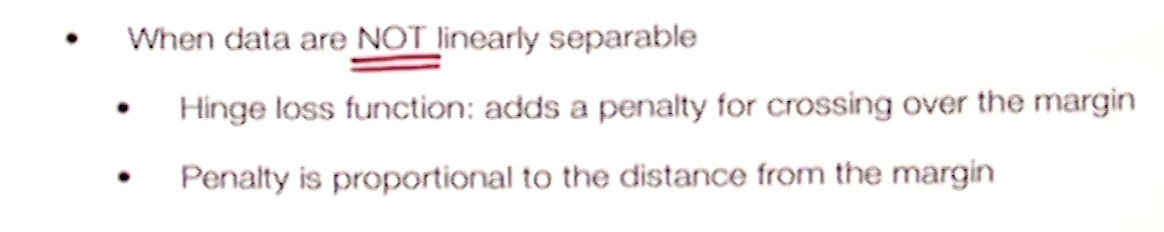 • When data are NOT linearly separable
• Hinge loss function: adds a penalty for crossing over the margin
• Penalty is proportional to the distance from the margin